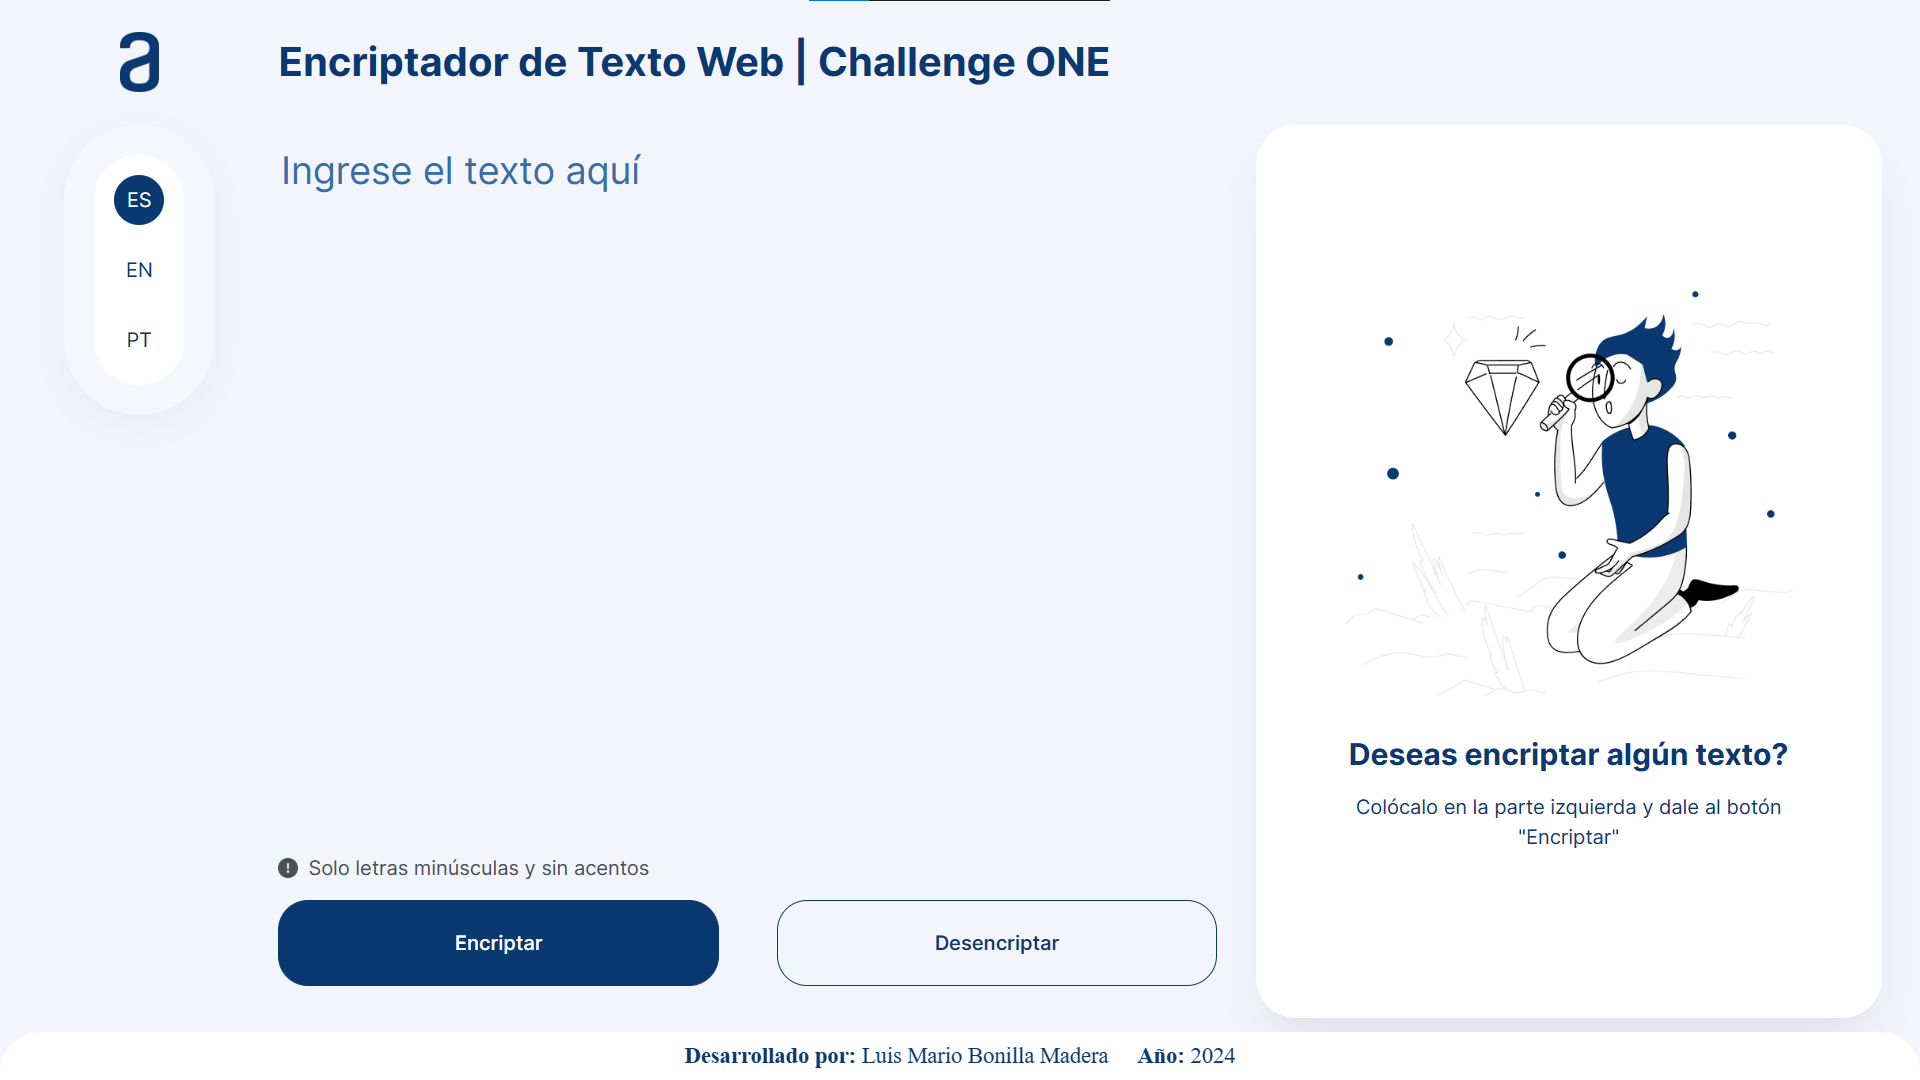 a
Encriptador de Texto Web | Challenge ONE
ES
EN
PT
Ingrese el texto aquí
Solo letras minúsculas y sin acentos
Encriptar
Desencriptar
Deseas encriptar algún texto?
Colócalo en la parte izquierda y dale al botón
"Encriptar"
Desarrollado por: Luis Mario Bonilla Madera Año: 2024